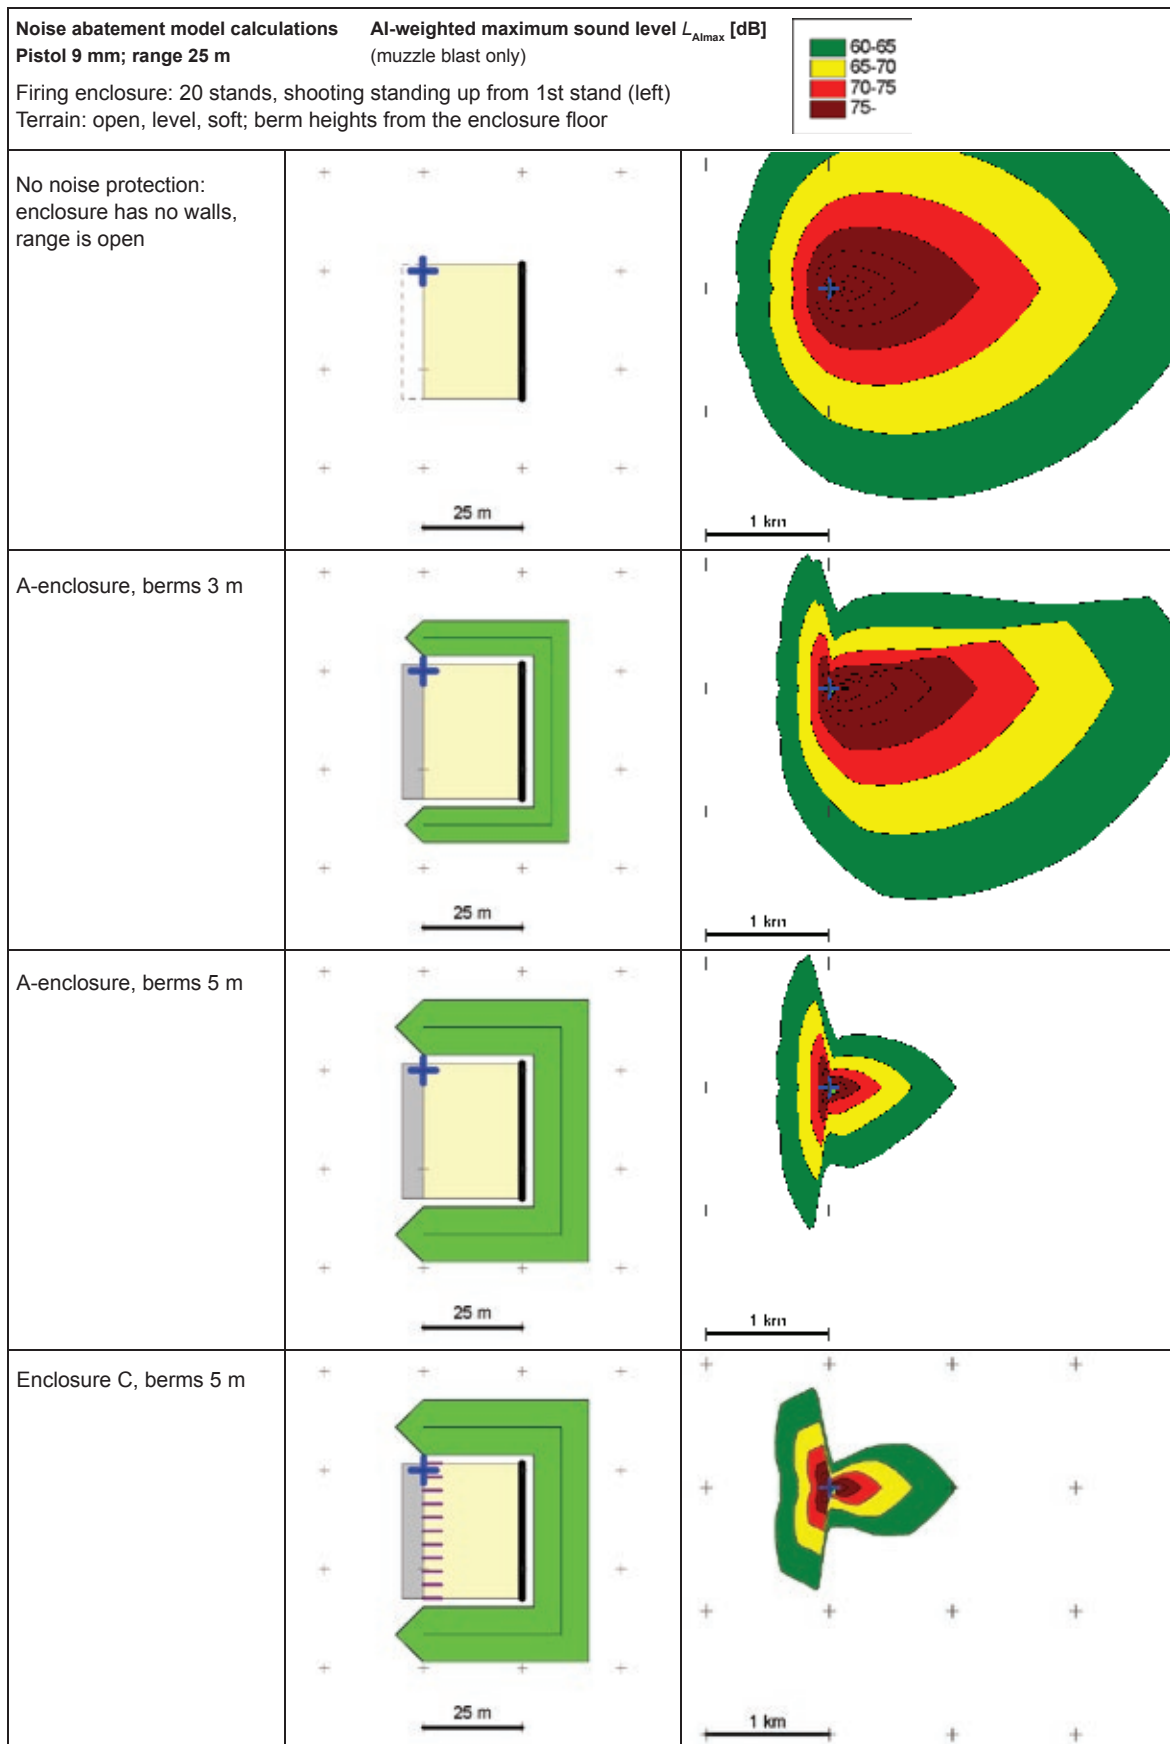 Noise abatement model calculations
Pistol 9 mm; range 25 m
AI-weighted maximum sound level L_AImax [dB]
(muzzle blast only)
Firing enclosure: 20 stands, shooting standing up from 1st stand (left)
Terrain: open, level, soft; berm heights from the enclosure floor
60-65
65-70
70-75
75-
No noise protection:
enclosure has no walls,
range is open
25 m
1 km
A-enclosure, berms 3 m
25 m
1 km
A-enclosure, berms 5 m
25 m
1 km
Enclosure C, berms 5 m
25 m
1 km